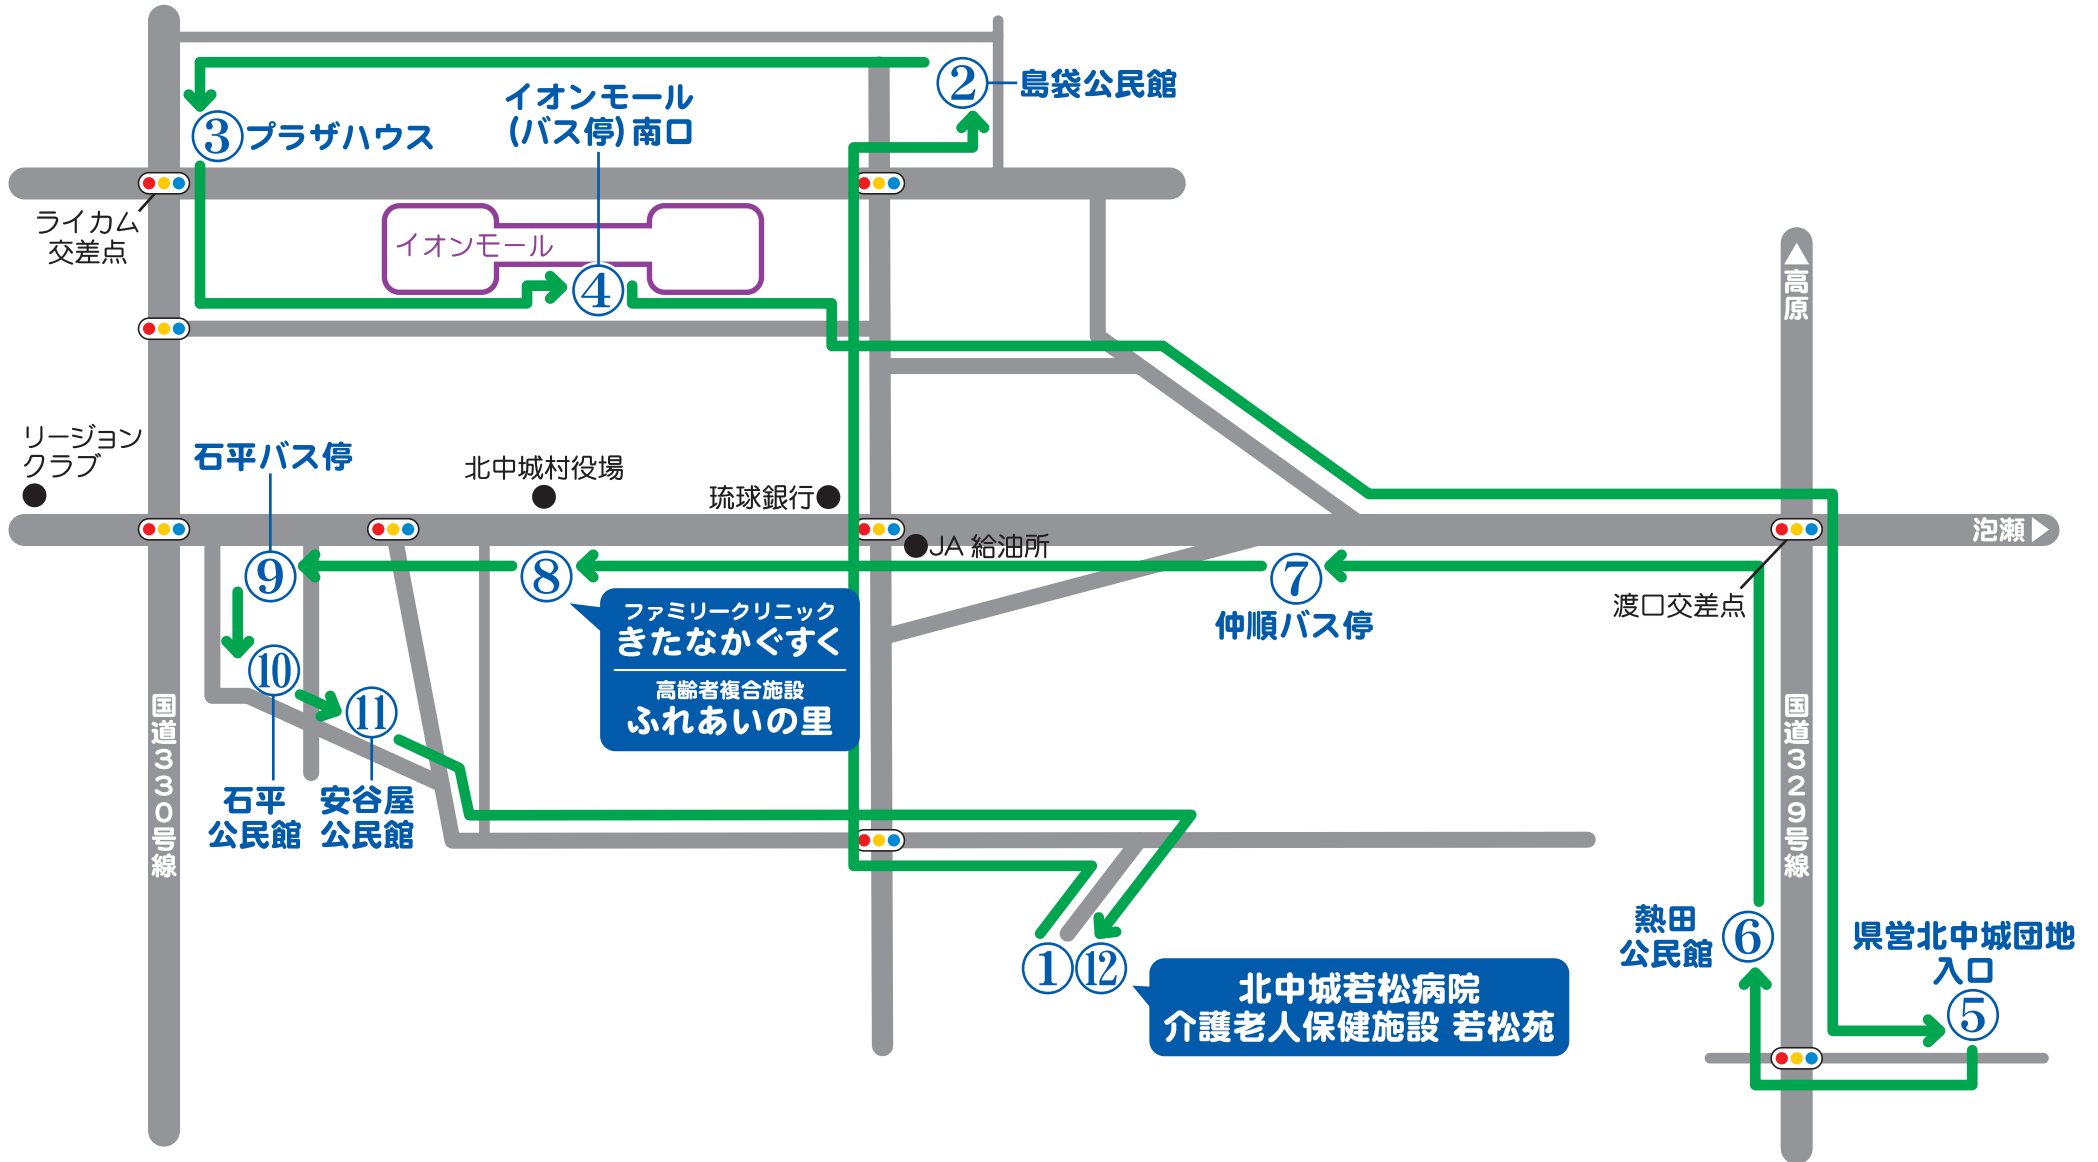 ②
島袋公民館
③
プラザハウス
イオンモール
(バス停)南口
ライカム
交差点
イオンモール
④
▲高原
リージョン
クラブ
石平バス停
北中城村役場
琉球銀行
JA 給油所
泡瀬▶
⑨
⑧
⑦
仲順バス停
渡口交差点
ファミリークリニック
きたなかぐすく
高齢者複合施設
ふれあいの里
⑩
⑪
石平
公民館
安谷屋
公民館
国道330号線
国道329号線
熱田
公民館
⑥
県営北中城団地
入口
⑤
①
⑫
北中城若松病院
介護老人保健施設 若松苑